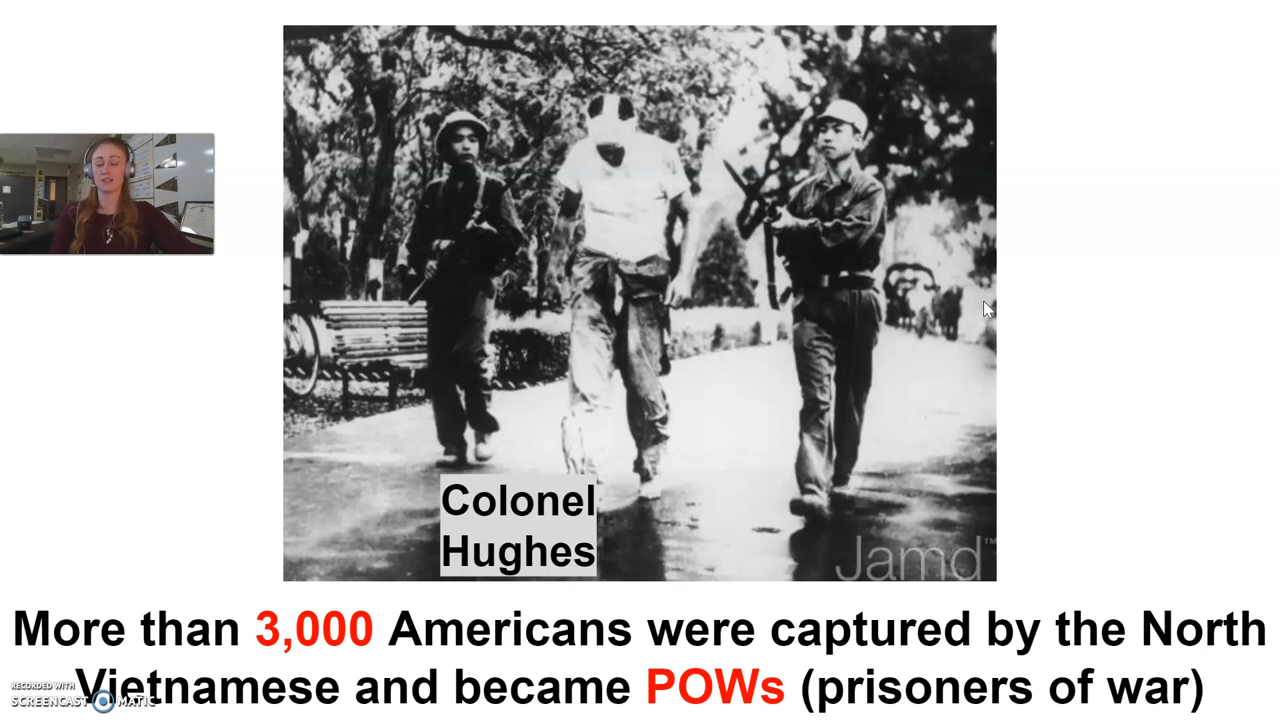 Colonel
Hughes
Jamd™
More than 3,000 Americans were captured by the North
Vietnamese and became POWs (prisoners of war)
RECORDED WITH
SCREENCAST MATIC